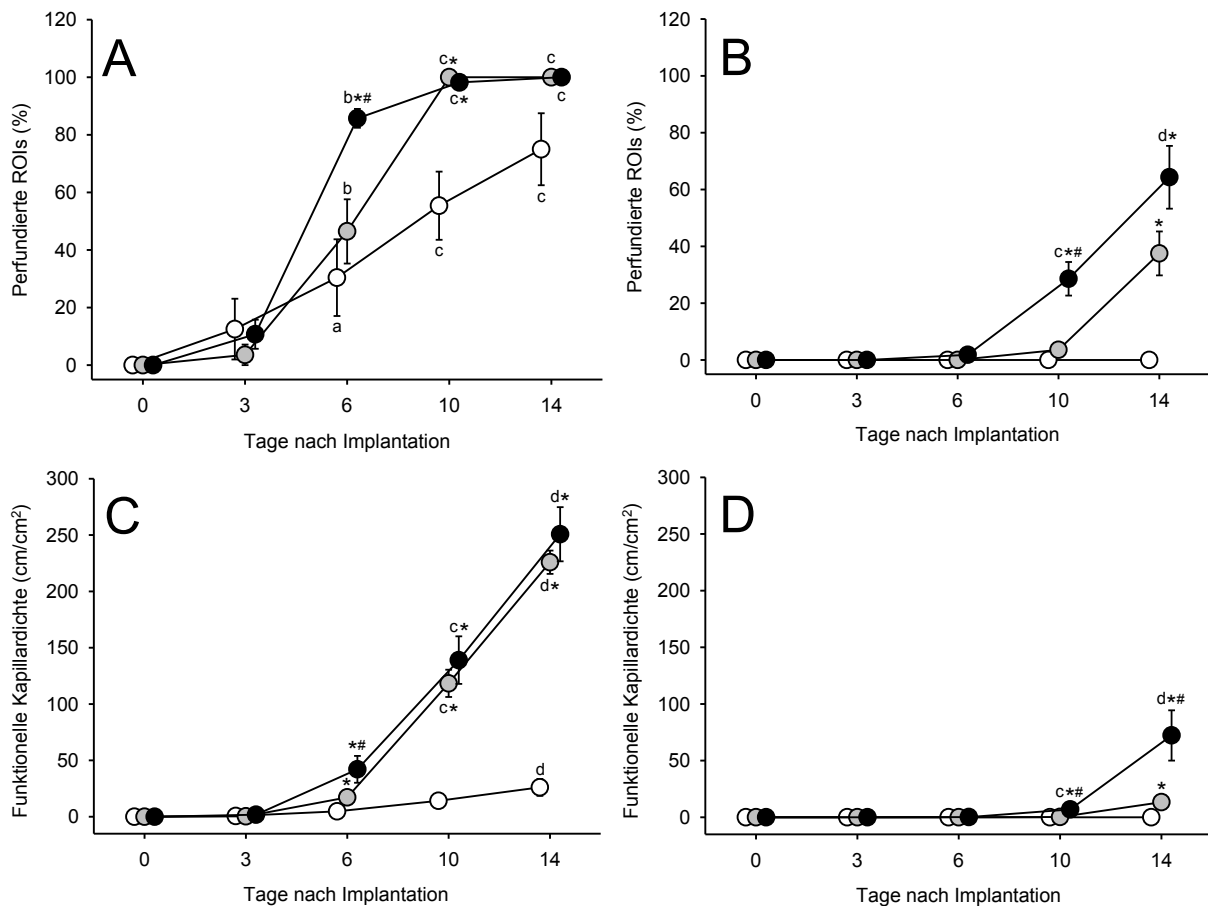 A
Perfundierte ROIs (%)
120
100
80
60
40
20
0
b*#
c*
c*
c
c
b
a
c
c
0 3 6 10 14
Tage nach Implantation
B
Perfundierte ROIs (%)
120
100
80
60
40
20
0
d*
c*#
*
0 3 6 10 14
Tage nach Implantation
C
Funktionelle Kapillardichte (cm/cm²)
300
250
200
150
100
50
0
d*
d*
c*
c*
*#
*
d
0 3 6 10 14
Tage nach Implantation
D
Funktionelle Kapillardichte (cm/cm²)
300
250
200
150
100
50
0
d*#
c*#
*
0 3 6 10 14
Tage nach Implantation